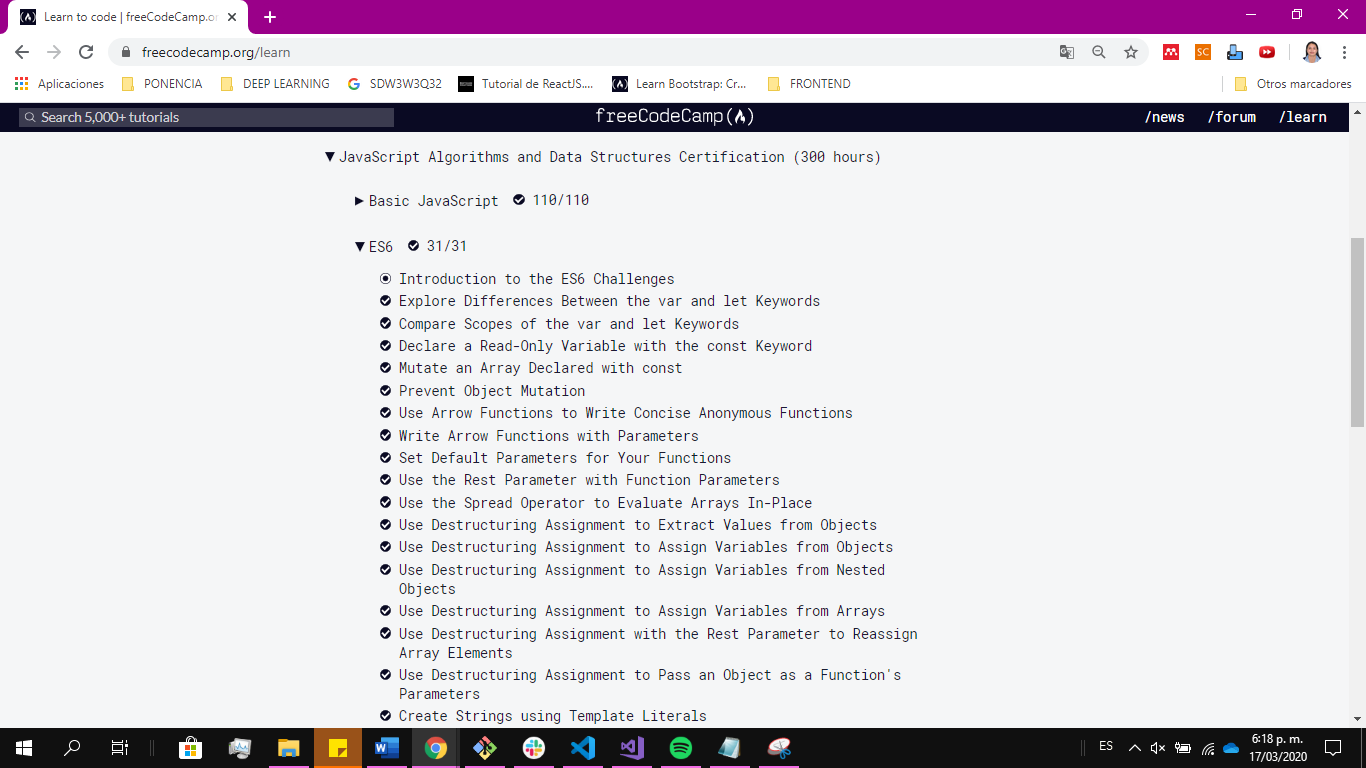 Learn to code | freeCodeCamp.or
freecodecamp.org/learn
Aplicaciones PONENCIA DEEP LEARNING SDW3W3Q32 Tutorial de ReactJS.... Learn Bootstrap: Cr... FRONTEND Otros marcadores
Search 5,000+ tutorials freeCodeCamp /news /forum /learn
JavaScript Algorithms and Data Structures Certification (300 hours)
Basic JavaScript 110/110
ES6 31/31
Introduction to the ES6 Challenges
Explore Differences Between the var and let Keywords
Compare Scopes of the var and let Keywords
Declare a Read-Only Variable with the const Keyword
Mutate an Array Declared with const
Prevent Object Mutation
Use Arrow Functions to Write Concise Anonymous Functions
Write Arrow Functions with Parameters
Set Default Parameters for Your Functions
Use the Rest Parameter with Function Parameters
Use the Spread Operator to Evaluate Arrays In-Place
Use Destructuring Assignment to Extract Values from Objects
Use Destructuring Assignment to Assign Variables from Objects
Use Destructuring Assignment to Assign Variables from Nested
Objects
Use Destructuring Assignment to Assign Variables from Arrays
Use Destructuring Assignment with the Rest Parameter to Reassign
Array Elements
Use Destructuring Assignment to Pass an Object as a Function's
Parameters
Create Strings using Template Literals
ES 6:18 p. m.
17/03/2020